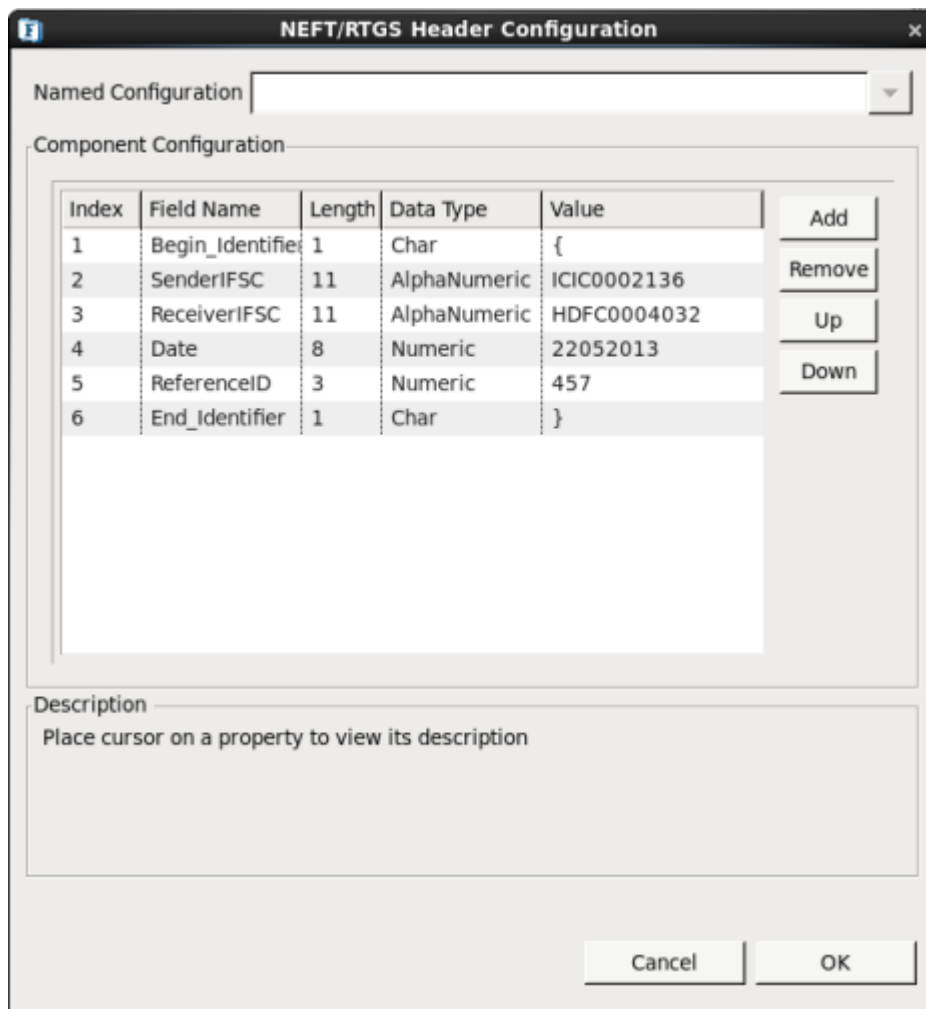 NEFT/RTGS Header Configuration
Named Configuration
Component Configuration
Index Field Name Length Data Type Value
1 Begin_Identifier 1 Char {
2 SenderIFSC 11 AlphaNumeric ICIC0002136
3 ReceiverIFSC 11 AlphaNumeric HDFC0004032
4 Date 8 Numeric 22052013
5 ReferenceID 3 Numeric 457
6 End_Identifier 1 Char }
Add
Remove
Up
Down
Description
Place cursor on a property to view its description
Cancel OK